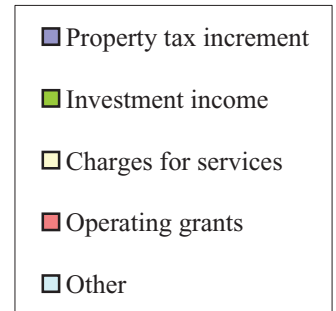 Property tax increment
Investment income
Charges for services
Operating grants
Other